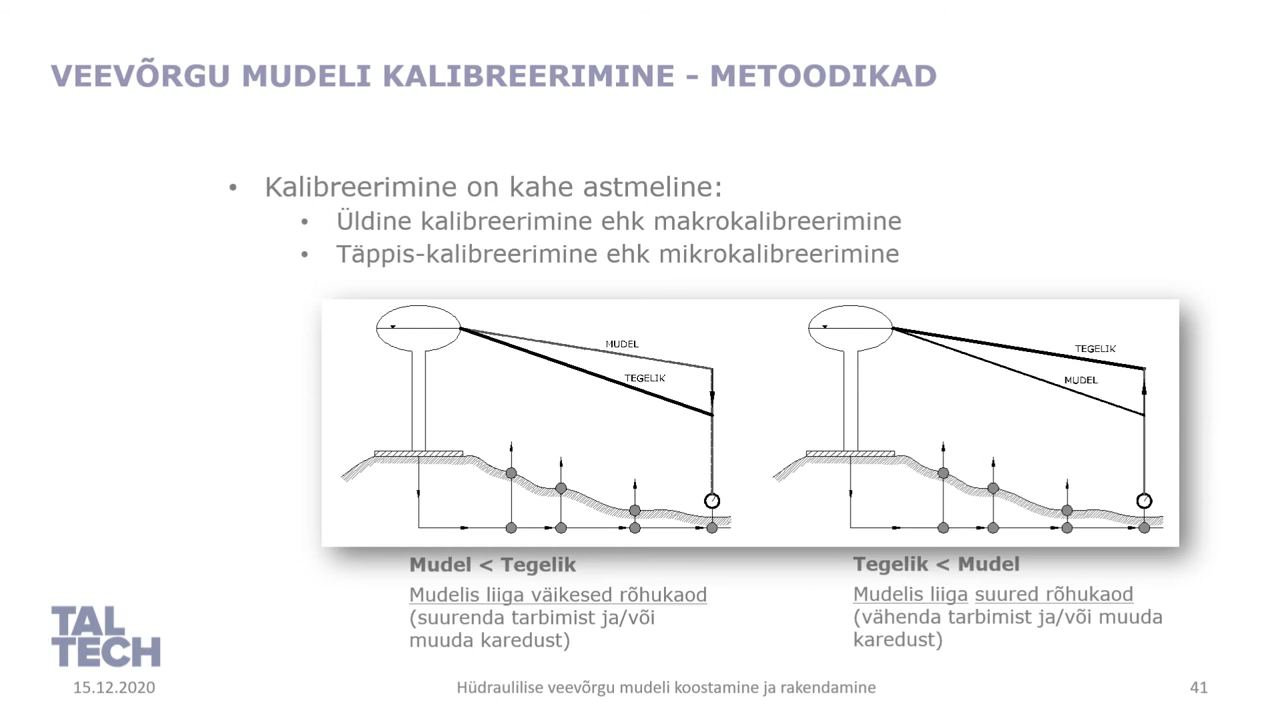 VEEVÕRGU MUDELI KALIBREERIMINE - METOODIKAD
• Kalibreerimine on kahe astmeline:
• Üldine kalibreerimine ehk makrokalibreerimine
• Täppis-kalibreerimine ehk mikrokalibreerimine
MUDEL
TEGELIK
TEGELIK
MUDEL
Mudel < Tegelik
Mudelis liiga väikesed rõhukaod
(suurenda tarbimist ja/või
muuda karedust)
Tegelik < Mudel
Mudelis liiga suured rõhukaod
(vähenda tarbimist ja/või muuda
karedust)
TAL
TECH
15.12.2020
Hüdraulilise veevõrgu mudeli koostamine ja rakendamine
41